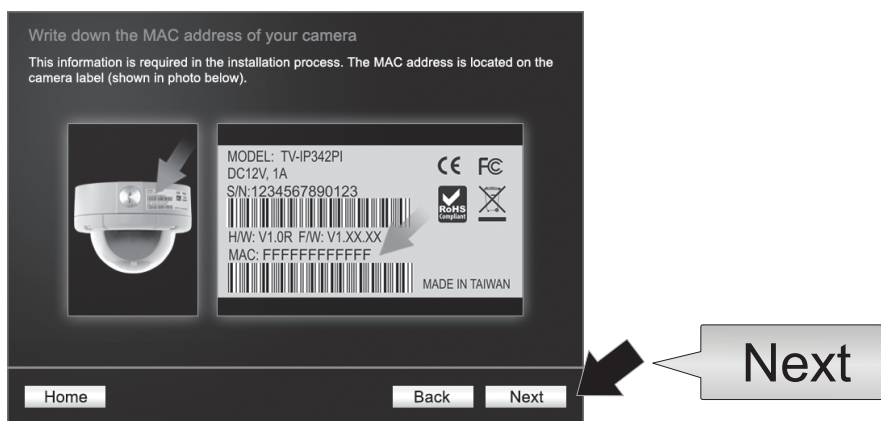 Write down the MAC address of your camera
This information is required in the installation process. The MAC address is located on the
camera label (shown in photo below).
MODEL: TV-IP342PI
DC12V, 1A
S/N:1234567890123
H/W: V1.0R F/W: V1.XX.XX
MAC: FFFFFFFFFFFF
CE FC
RoHS
Compliant
MADE IN TAIWAN
Home
Back
Next
Next